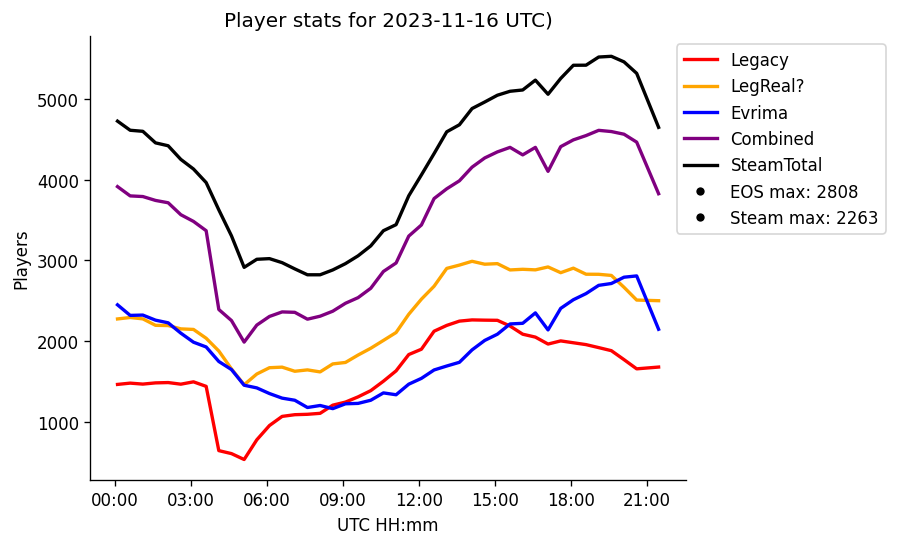 Player stats for 2023-11-16 UTC)
Legacy
LegReal?
Evrima
Combined
SteamTotal
EOS max: 2808
Steam max: 2263
Players
5000
4000
3000
2000
1000
00:00 03:00 06:00 09:00 12:00 15:00 18:00 21:00
UTC HH:mm